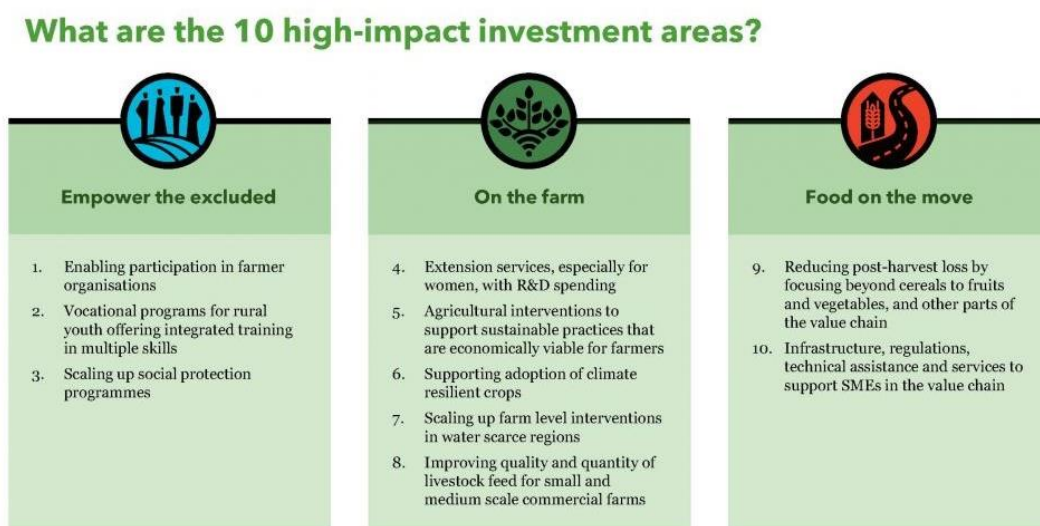 What are the 10 high-impact investment areas?
Empower the excluded
1. Enabling participation in farmer
organisations
2. Vocational programs for rural
youth offering integrated training
in multiple skills
3. Scaling up social protection
programmes
On the farm
4. Extension services, especially for
women, with R&D spending
5. Agricultural interventions to
support sustainable practices that
are economically viable for farmers
6. Supporting adoption of climate
resilient crops
7. Scaling up farm level interventions
in water scarce regions
8. Improving quality and quantity of
livestock feed for small and
medium scale commercial farms
Food on the move
9. Reducing post-harvest loss by
focusing beyond cereals to fruits
and vegetables, and other parts of
the value chain
10. Infrastructure, regulations,
technical assistance and services to
support SMEs in the value chain